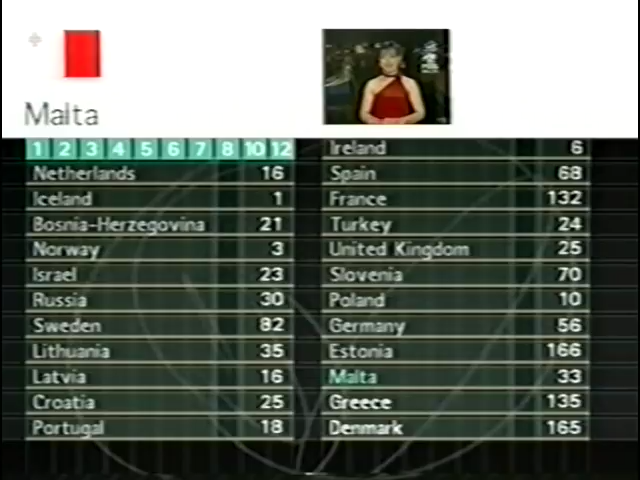 Malta
1 2 3 4 5 6 7 8 10 12
Netherlands 16
Iceland 1
Bosnia-Herzegovina 21
Norway 3
Israel 23
Russia 30
Sweden 82
Lithuania 35
Latvia 16
Croatia 25
Portugal 18
Ireland 6
Spain 68
France 132
Turkey 24
United Kingdom 25
Slovenia 70
Poland 10
Germany 56
Estonia 166
Malta 33
Greece 135
Denmark 165